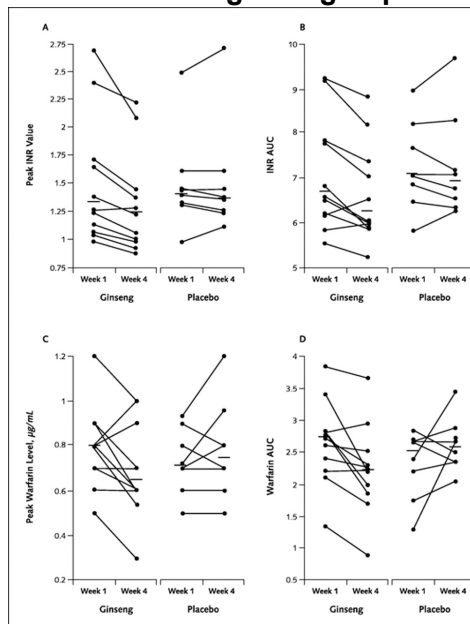 A
B
2.75
2.5
2.25
2
1.75
1.5
1.25
1
0.75
Peak INR Value
Week 1 Week 4 Week 1 Week 4
Ginseng Placebo
10
9
8
7
6
5
INR AUC
Week 1 Week 4 Week 1 Week 4
Ginseng Placebo
C
D
1.2
1.0
0.8
0.6
0.4
0.2
Peak Warfarin Level, μg/mL
Week 1 Week 4 Week 1 Week 4
Ginseng Placebo
4
3.5
3
2.5
2
1.5
1
0.5
Warfarin AUC
Week 1 Week 4 Week 1 Week 4
Ginseng Placebo